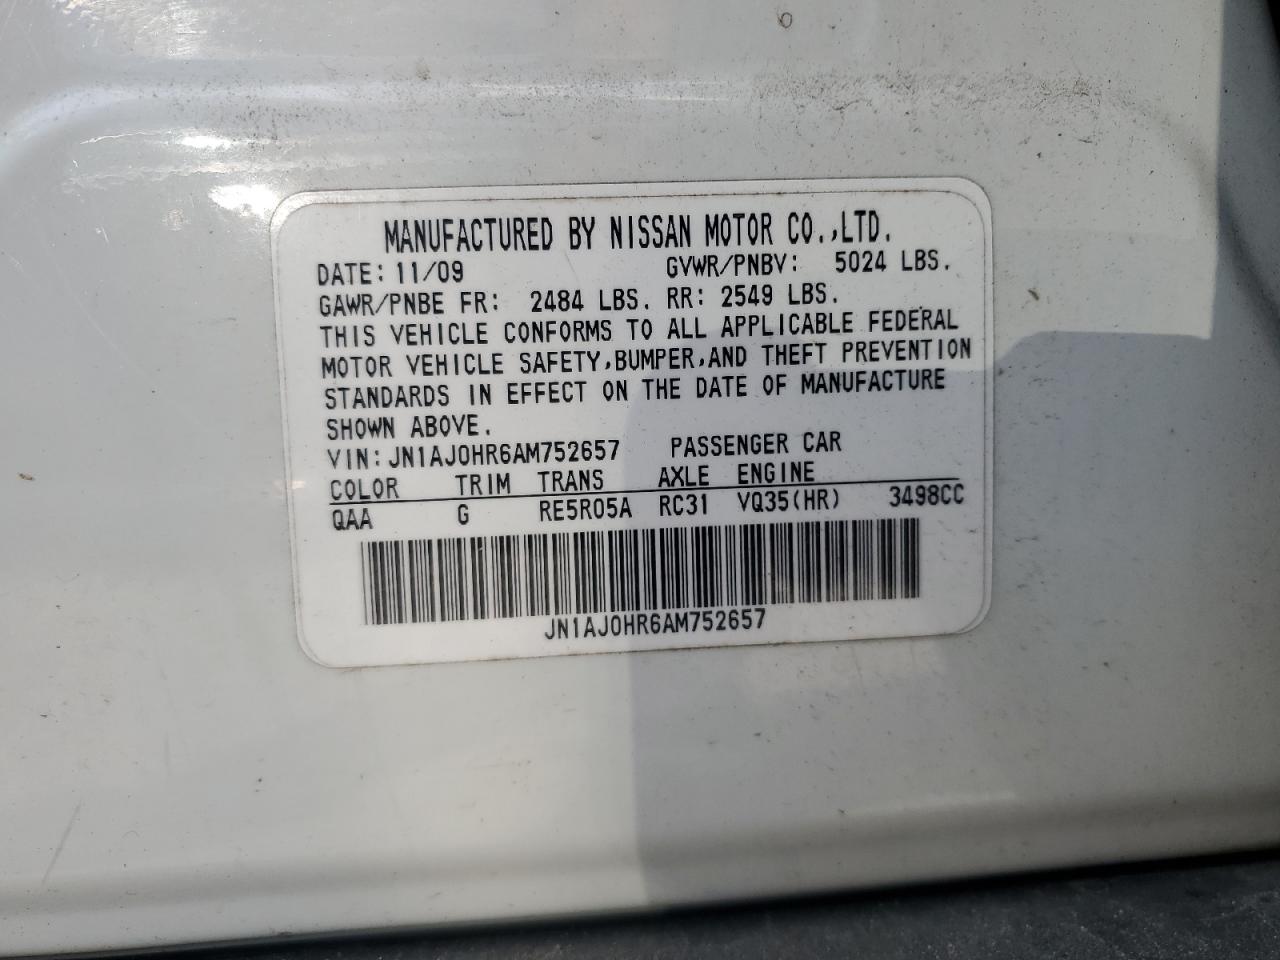 MANUFACTURED BY NISSAN MOTOR CO.,LTD.
DATE: 11/09 GVWR/PNBV: 5024 LBS.
GAWR/PNBE FR: 2484 LBS. RR: 2549 LBS.
THIS VEHICLE CONFORMS TO ALL APPLICABLE FEDERAL
MOTOR VEHICLE SAFETY,BUMPER,AND THEFT PREVENTION
STANDARDS IN EFFECT ON THE DATE OF MANUFACTURE
SHOWN ABOVE.
VIN: JN1AJ0HR6AM752657 PASSENGER CAR
COLOR TRIM TRANS AXLE ENGINE
QAA G RE5R05A RC31 VQ35(HR) 3498CC
JN1AJ0HR6AM752657